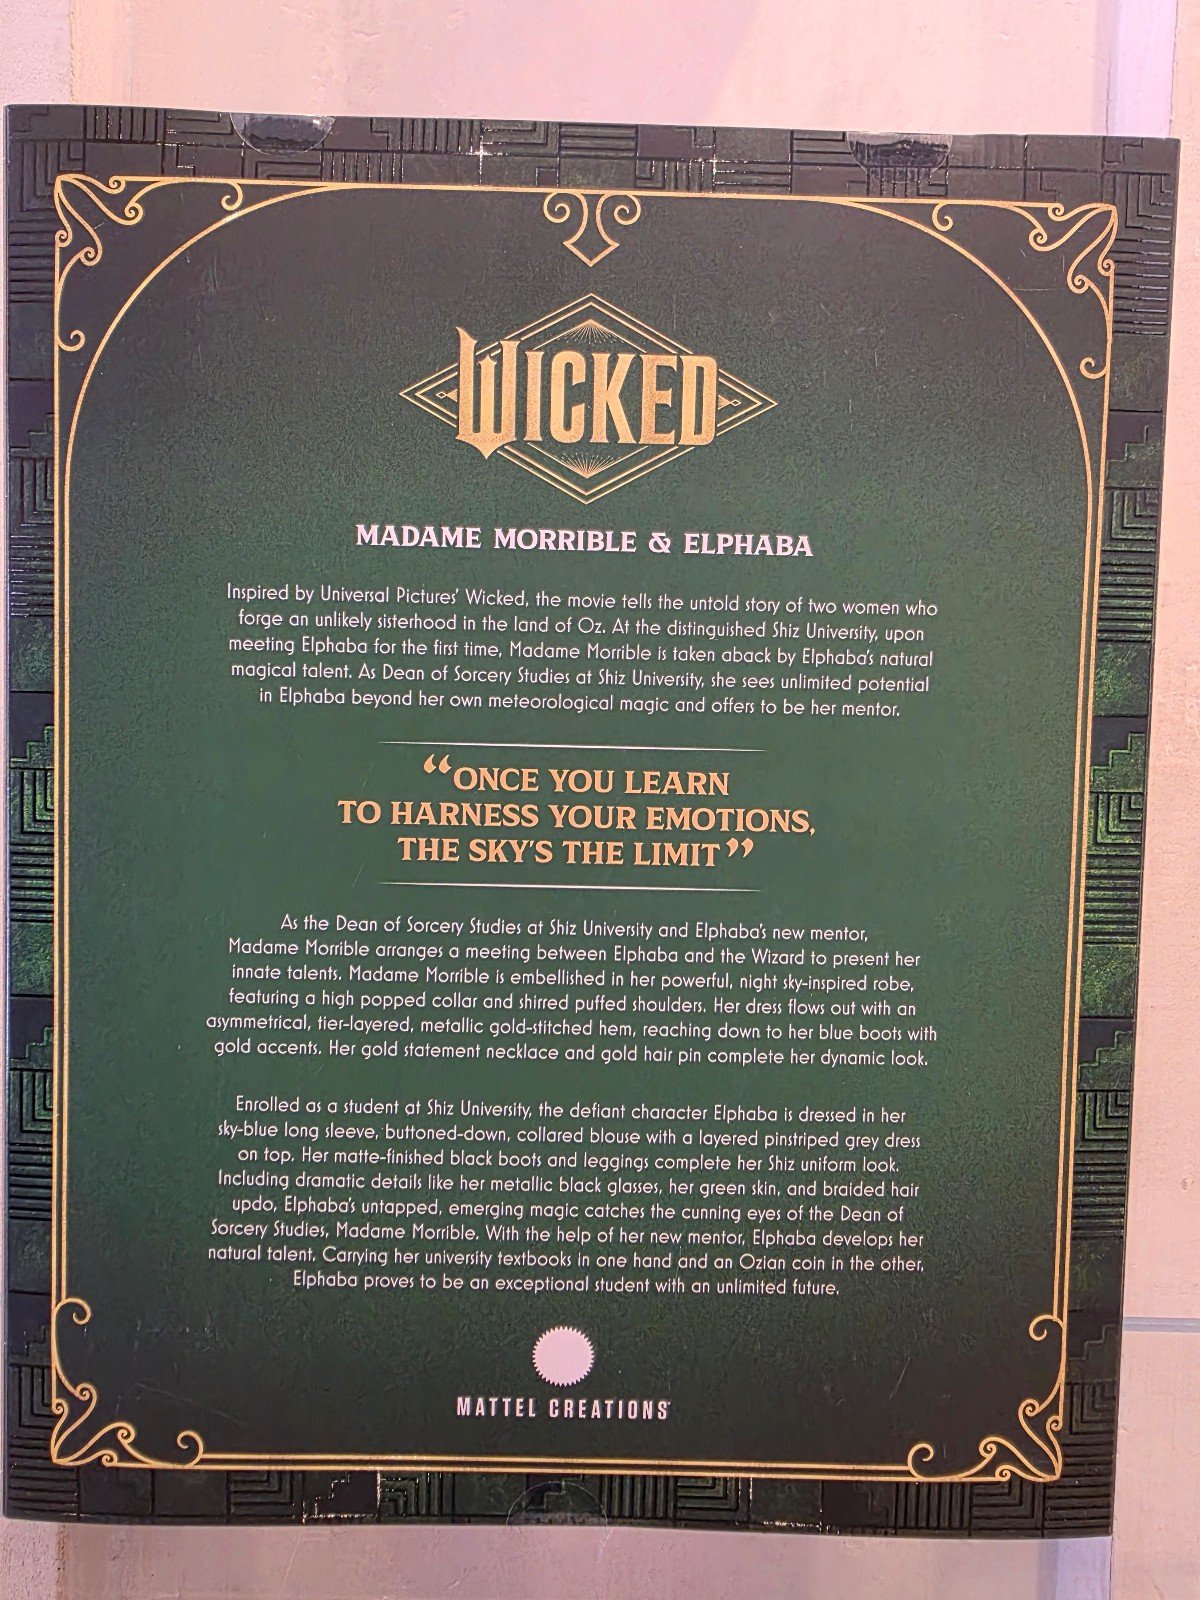 WICKED
MADAME MORRIBLE & ELPHABA
Inspired by Universal Pictures' Wicked, the movie tells the untold story of two women who
forge an unlikely sisterhood in the land of Oz. At the distinguished Shiz University, upon
meeting Elphaba for the first time, Madame Morrible is taken aback by Elphaba's natural
magical talent. As Dean of Sorcery Studies at Shiz University, she sees unlimited potential
in Elphaba beyond her own meteorological magic and offers to be her mentor.
“ONCE YOU LEARN
TO HARNESS YOUR EMOTIONS,
THE SKY'S THE LIMIT”
As the Dean of Sorcery Studies at Shiz University and Elphaba's new mentor,
Madame Morrible arranges a meeting between Elphaba and the Wizard to present her
innate talents. Madame Morrible is embellished in her powerful, night sky-inspired robe,
featuring a high popped collar and shirred puffed shoulders. Her dress flows out with an
asymmetrical, tier-layered, metallic gold-stitched hem, reaching down to her blue boots with
gold accents. Her gold statement necklace and gold hair pin complete her dynamic look.
Enrolled as a student at Shiz University, the defiant character Elphaba is dressed in her
sky-blue long sleeve, buttoned-down, collared blouse with a layered pinstriped grey dress
on top. Her matte-finished black boots and leggings complete her Shiz uniform look.
Including dramatic details like her metallic black glasses, her green skin, and braided hair
updo, Elphaba's untapped, emerging magic catches the cunning eyes of the Dean of
Sorcery Studies, Madame Morrible. With the help of her new mentor, Elphaba develops her
natural talent. Carrying her university textbooks in one hand and an Ozian coin in the other,
Elphaba proves to be an exceptional student with an unlimited future.
MATTEL CREATIONS